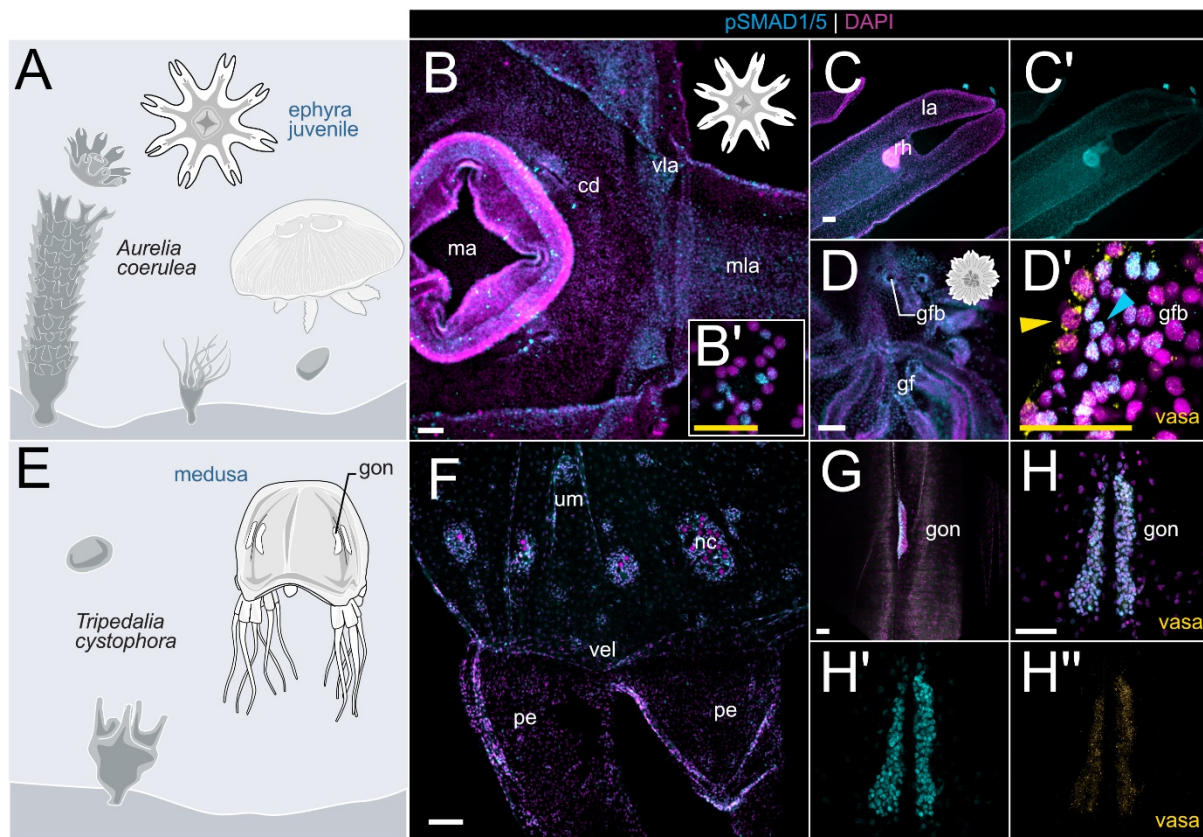 pSMAD1/5 | DAPI
A
ephyra
juvenile
Aurelia
coerulea
B
cd
vla
ma
mla
B'
C
la
rh
C'
D
gfb
gf
D'
gfb
vasa
E
medusa
gon
Tripedalia
cystophora
F
um
nc
vel
pe
pe
G
gon
H
gon
vasa
H'
H"
vasa